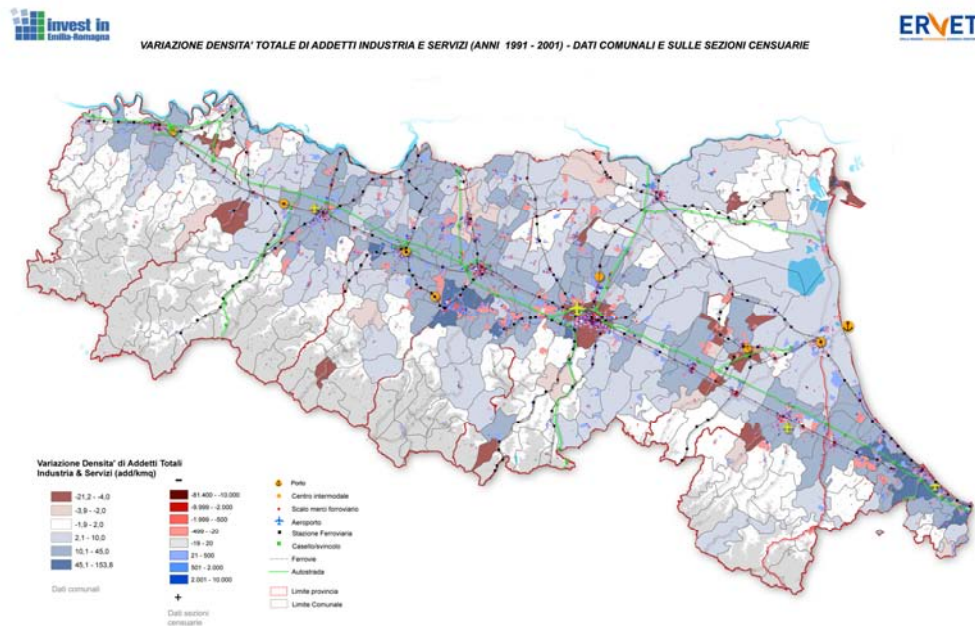 invest in
Emilia-Romagna
ERVET
VARIAZIONE DENSITA' TOTALE DI ADDETTI INDUSTRIA E SERVIZI (ANNI 1991 - 2001) - DATI COMUNALI E SULLE SEZIONI CENSUARIE
Variazione Densita' di Addetti Totali
Industria & Servizi (add/kmq)
-21,2 - -4,0
-3,9 - -2,0
-1,9 - 2,0
2,1 - 10,0
10,1 - 45,0
45,1 - 153,8
Dati comunali
-
-81.400 - -10.000
-9.999 - -2.000
-1.999 - -500
-499 - -20
-19 - 20
21 - 500
501 - 2.000
2.001 - 10.000
+
Dati sezioni
censuarie
Porto
Centro intermodale
Scalo merci ferroviario
Aeroporto
Stazione Ferroviaria
Casello/svincolo
Ferrovie
Autostrada
Limite provincia
Limite Comunale